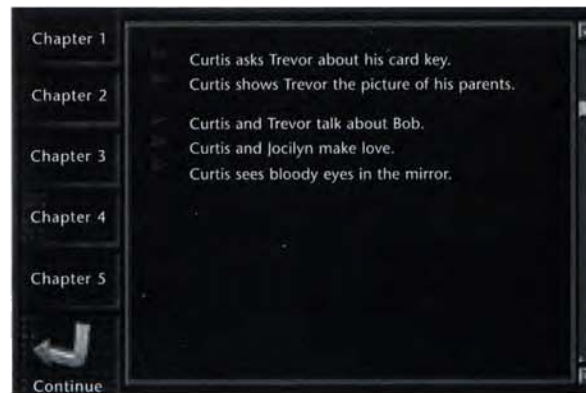 Chapter 1
Chapter 2
Chapter 3
Chapter 4
Chapter 5
Continue
Curtis asks Trevor about his card key.
Curtis shows Trevor the picture of his parents.
Curtis and Trevor talk about Bob.
Curtis and Jocilyn make love.
Curtis sees bloody eyes in the mirror.